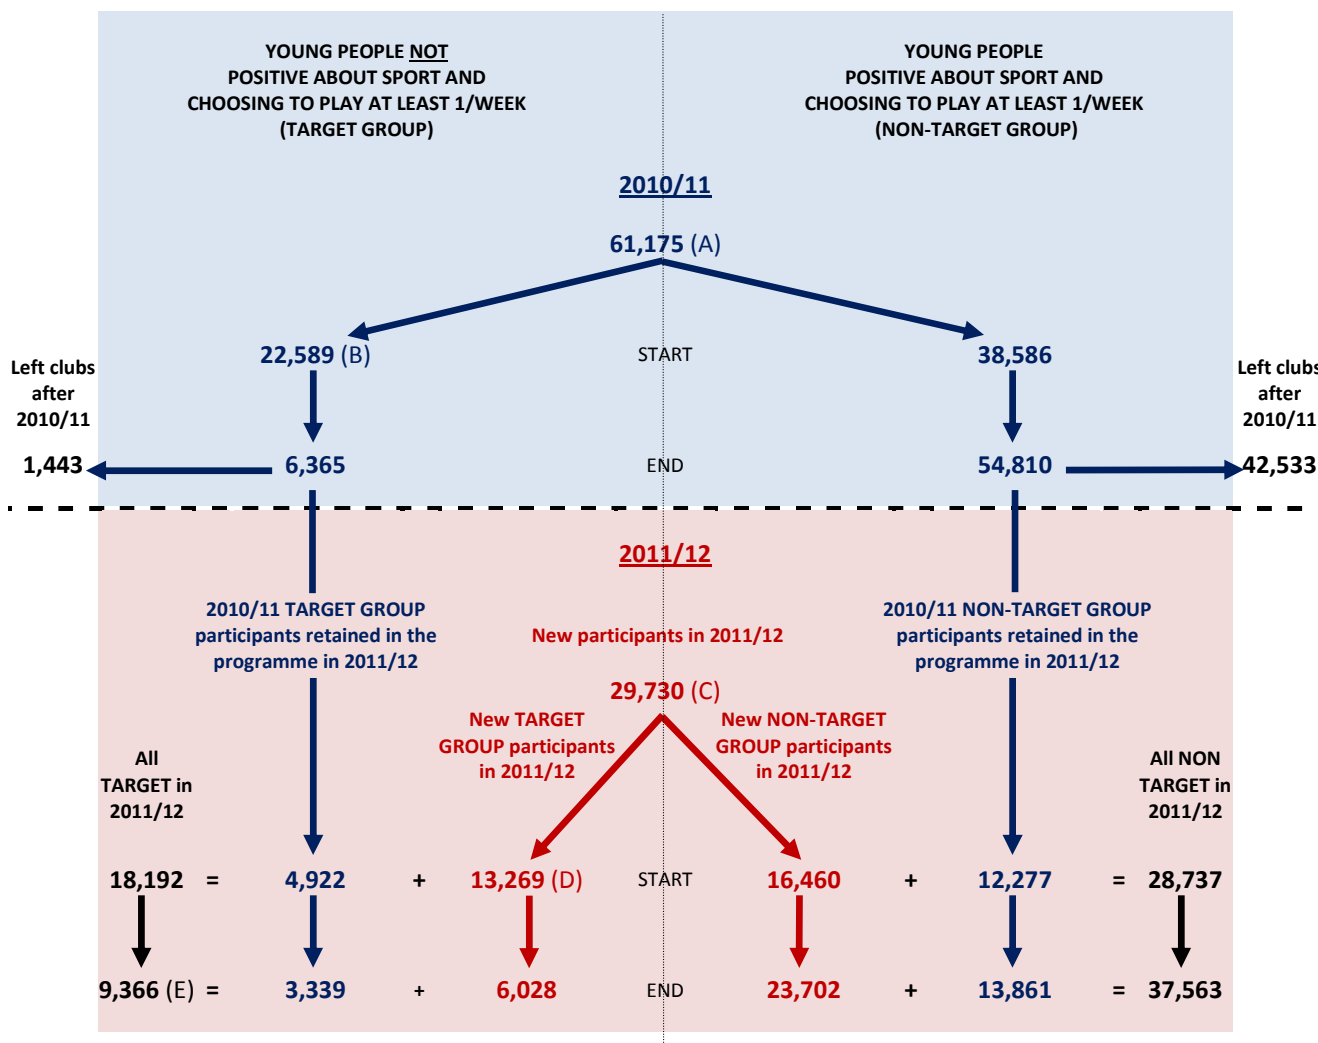 YOUNG PEOPLE NOT
POSITIVE ABOUT SPORT AND
CHOOSING TO PLAY AT LEAST 1/WEEK
(TARGET GROUP)
YOUNG PEOPLE
POSITIVE ABOUT SPORT AND
CHOOSING TO PLAY AT LEAST 1/WEEK
(NON-TARGET GROUP)
2010/11
61,175 (A)
22,589 (B)
START
38,586
Left clubs
after
2010/11
Left clubs
after
2010/11
1,443
6,365
END
54,810
42,533
2011/12
2010/11 TARGET GROUP
participants retained in the
programme in 2011/12
New participants in 2011/12
2010/11 NON-TARGET GROUP
participants retained in the
programme in 2011/12
29,730 (C)
New TARGET
GROUP participants
in 2011/12
New NON-TARGET
GROUP participants
in 2011/12
All
TARGET in
2011/12
All NON
TARGET in
2011/12
18,192 = 4,922 + 13,269 (D) START 16,460 + 12,277 = 28,737
9,366 (E) = 3,339 + 6,028 END 23,702 + 13,861 = 37,563